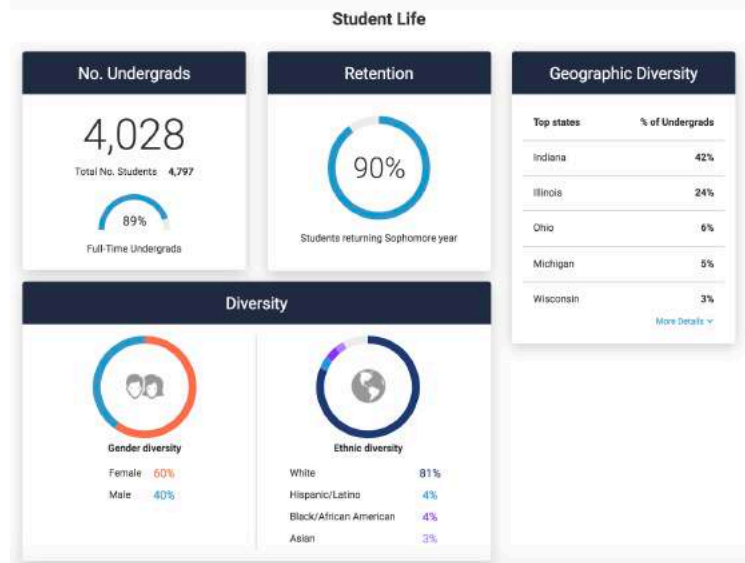 Student Life
No. Undergrads
4,028
Total No. Students 4,797
89%
Full-Time Undergrads
Retention
90%
Students returning Sophomore year
Geographic Diversity
Top states % of Undergrads
Indiana 42%
Illinois 24%
Ohio 6%
Michigan 5%
Wisconsin 3%
More Details
Diversity
Gender diversity
Female 60%
Male 40%
Ethnic diversity
White 81%
Hispanic/Latino 4%
Black/African American 4%
Asian 3%